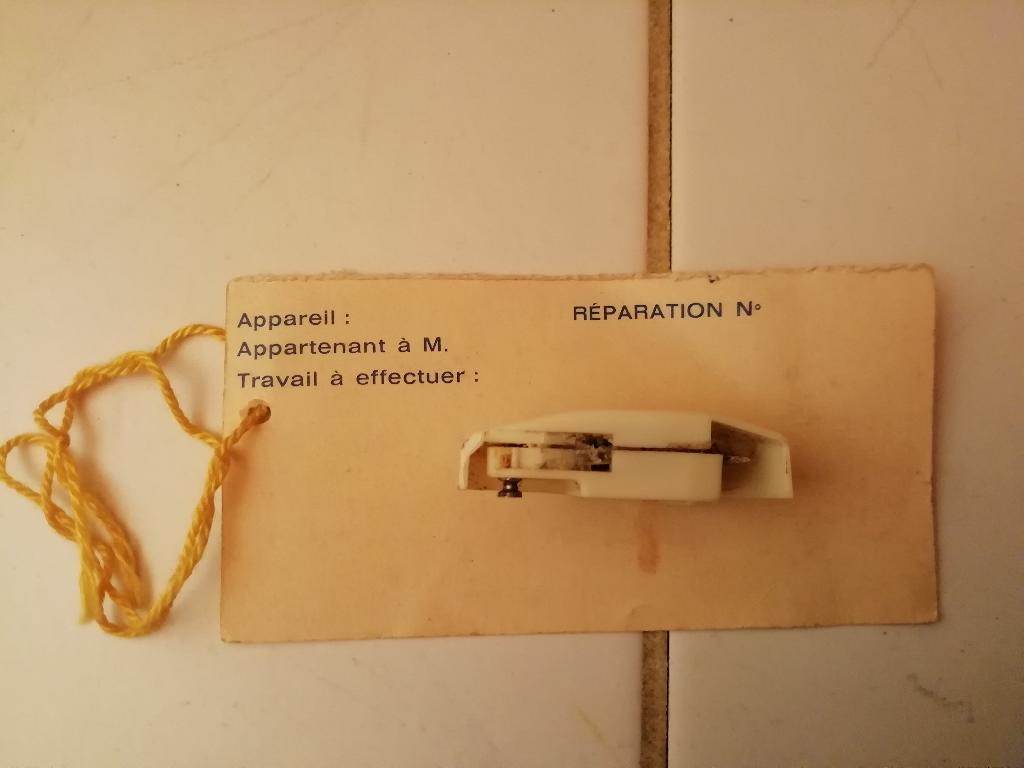 Appareil :
RÉPARATION N°
Appartenant à M.
Travail à effectuer :